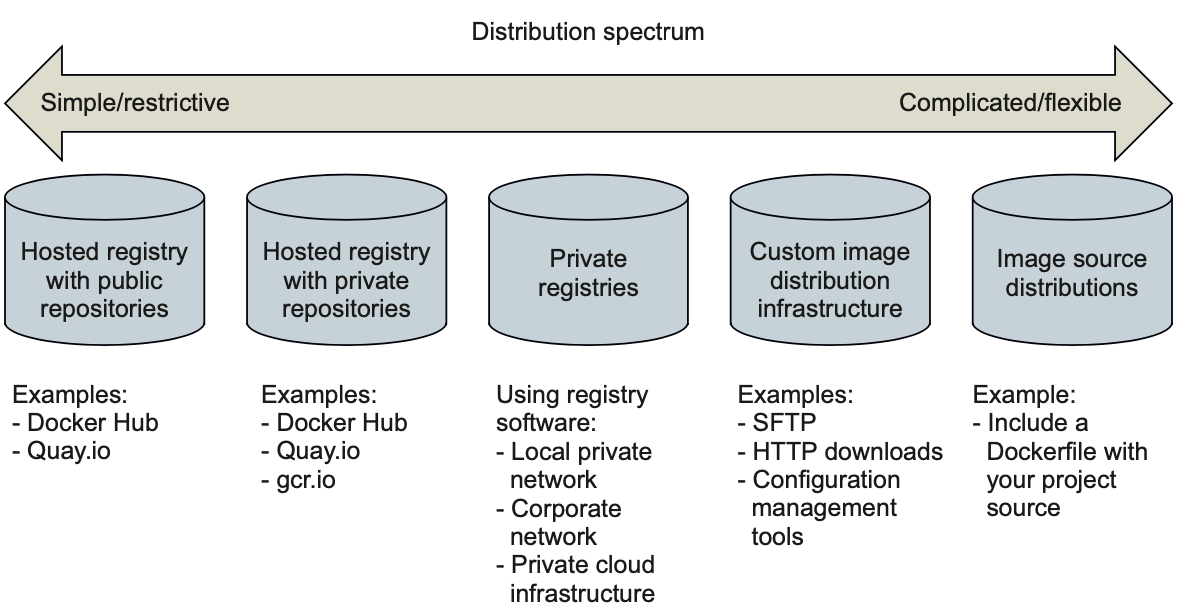 Distribution spectrum
Simple/restrictive
Complicated/flexible
Hosted registry
with public
repositories
Hosted registry
with private
repositories
Private
registries
Custom image
distribution
infrastructure
Image source
distributions
Examples:
- Docker Hub
- Quay.io
Examples:
- Docker Hub
- Quay.io
- gcr.io
Using registry
software:
- Local private
network
- Corporate
network
- Private cloud
infrastructure
Examples:
- SFTP
- HTTP downloads
- Configuration
management
tools
Example:
- Include a
Dockerfile with
your project
source